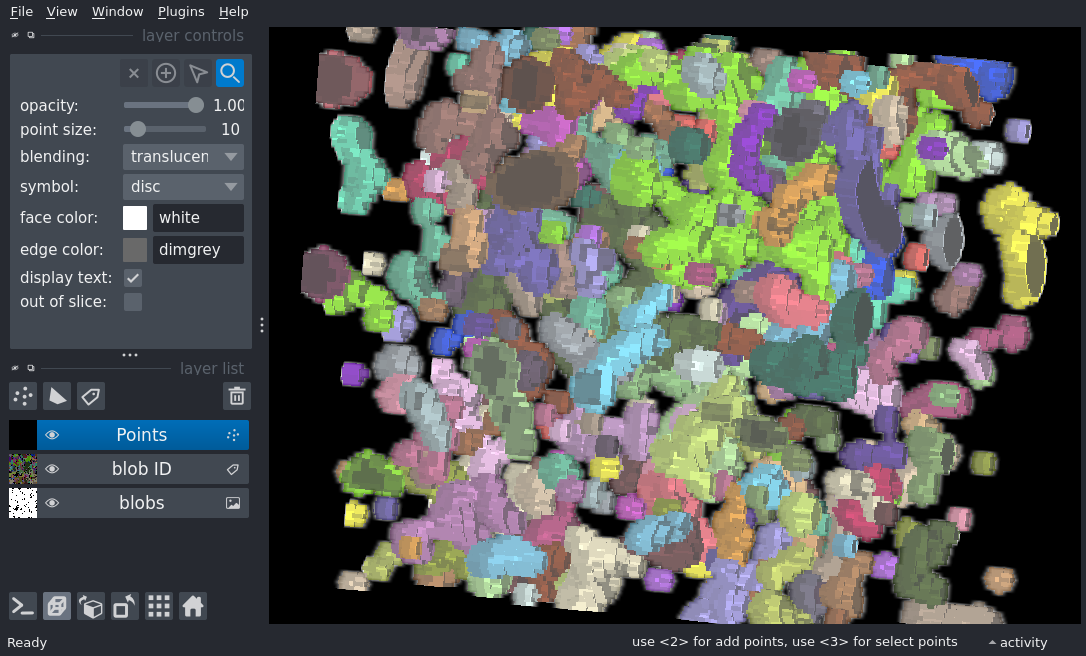 File View Window Plugins Help
layer controls
opacity: 1.00
point size: 10
blending: translucen
symbol: disc
face color: white
edge color: dimgrey
display text:
out of slice:
layer list
Points
blob ID
blobs
Ready
use <2> for add points, use <3> for select points
activity